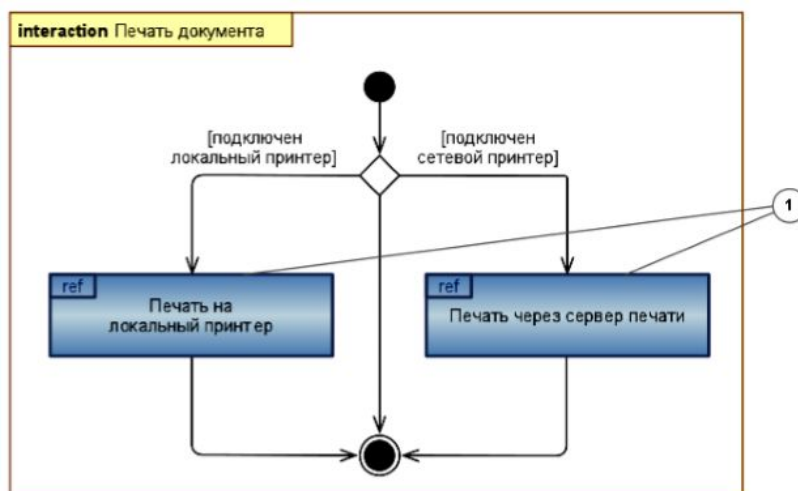 interaction Печать документа
[подключен
локальный принтер]
[подключен
сетевой принтер]
1
ref
Печать на
локальный принтер
ref
Печать через сервер печати